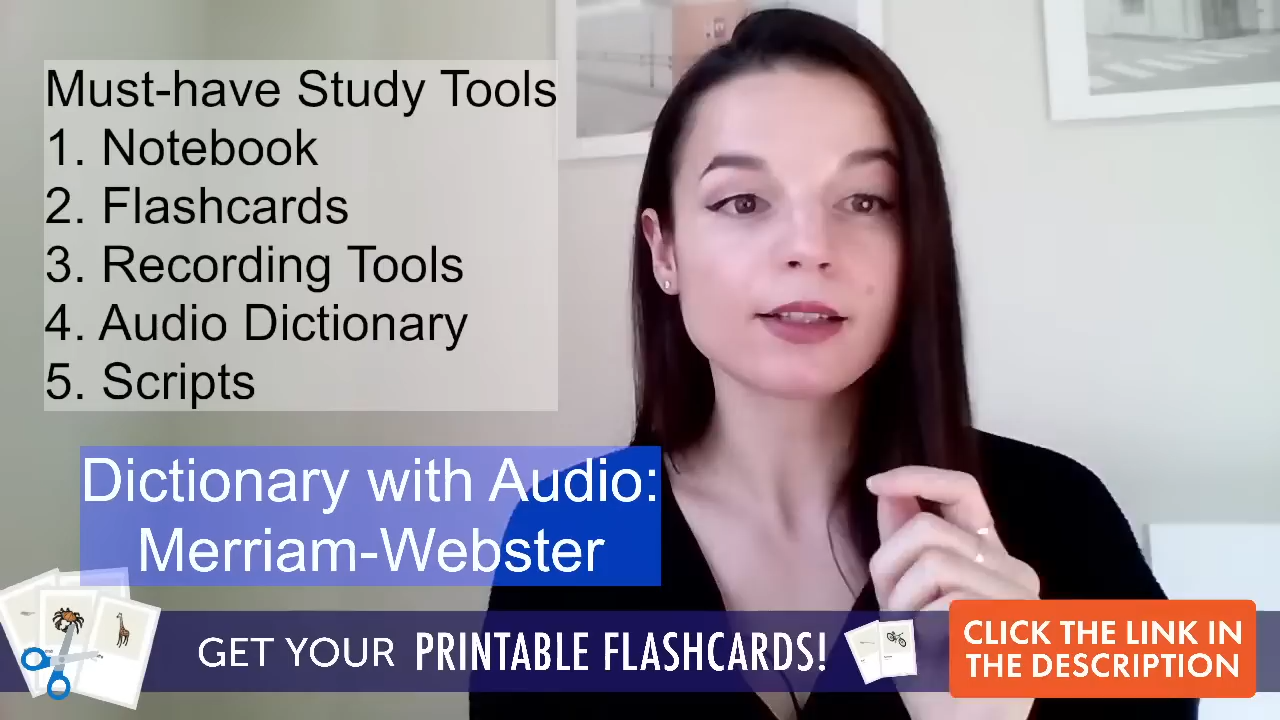 Must-have Study Tools
1. Notebook
2. Flashcards
3. Recording Tools
4. Audio Dictionary
5. Scripts
Dictionary with Audio:
Merriam-Webster
GET YOUR PRINTABLE FLASHCARDS!
CLICK THE LINK IN
THE DESCRIPTION